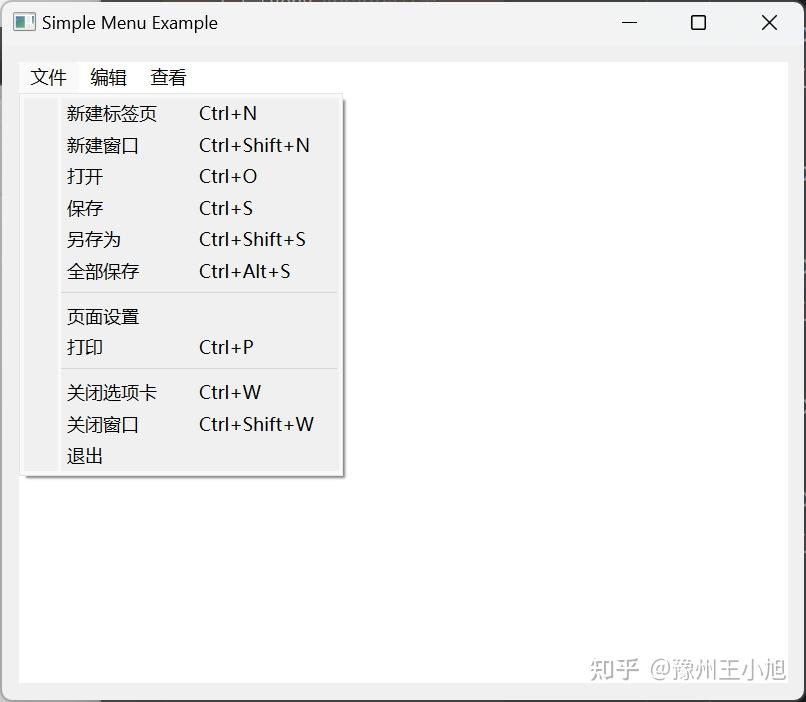 Simple Menu Example
文件 编辑 查看
新建标签页 Ctrl+N
新建窗口 Ctrl+Shift+N
打开 Ctrl+O
保存 Ctrl+S
另存为 Ctrl+Shift+S
全部保存 Ctrl+Alt+S
页面设置
打印 Ctrl+P
关闭选项卡 Ctrl+W
关闭窗口 Ctrl+Shift+W
退出
知乎 @豫州王小旭